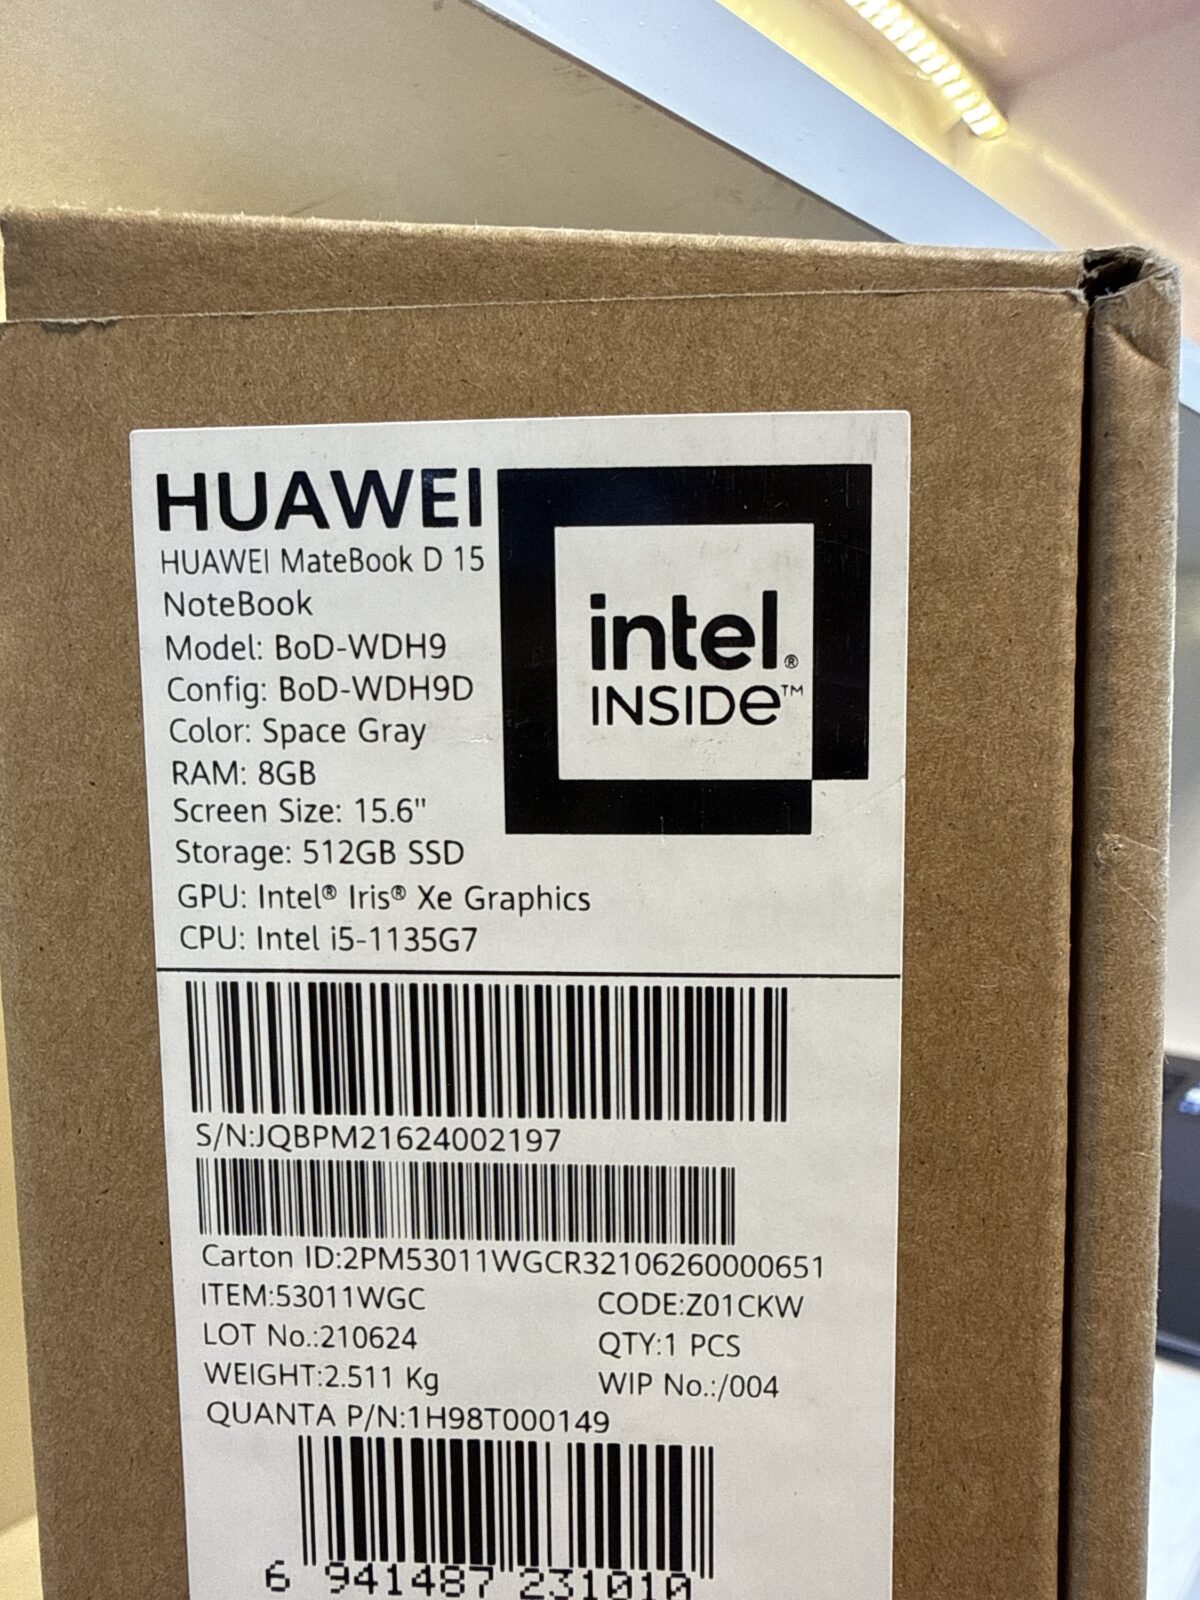 HUAWEI
HUAWEI MateBook D 15
NoteBook
Model: BoD-WDH9
Config: BoD-WDH9D
Color: Space Gray
RAM: 8GB
Screen Size: 15.6"
Storage: 512GB SSD
GPU: Intel® Iris® Xe Graphics
CPU: Intel i5-1135G7
intel®
INSIDe™
S/N:JQBPM21624002197
Carton ID:2PM53011WGCR32106260000651
ITEM:53011WGC CODE:Z01CKW
LOT No.:210624 QTY:1 PCS
WEIGHT:2.511 Kg WIP No.:/004
QUANTA P/N:1H98T000149
6 941487 231010